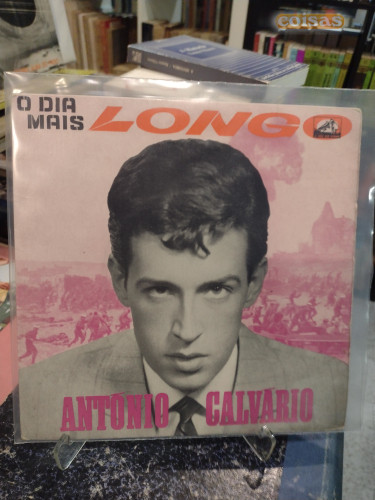 coisas
O DIA
MAIS
LONGO
ANTÓNIO CALVÁRIO